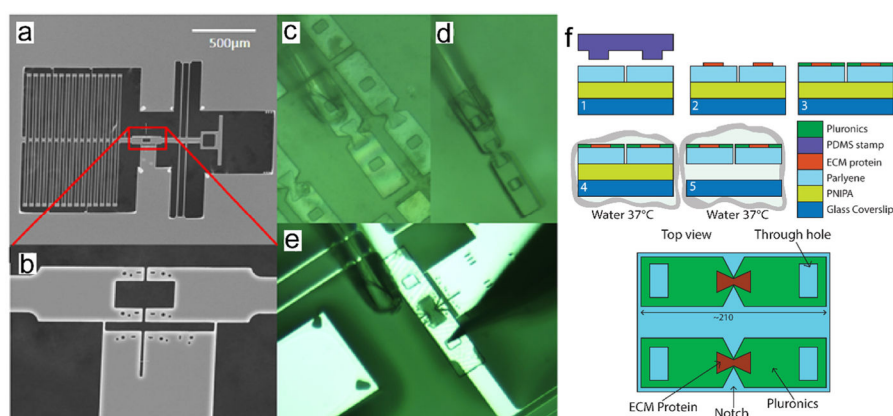 a
500µm
b
c
d
e
f
1
2
3
4
5
Water 37°C
Water 37°C
Pluronics
PDMS stamp
ECM protein
Parlyene
PNIPA
Glass Coverslip
Top view
Through hole
~210
ECM Protein
Notch
Pluronics